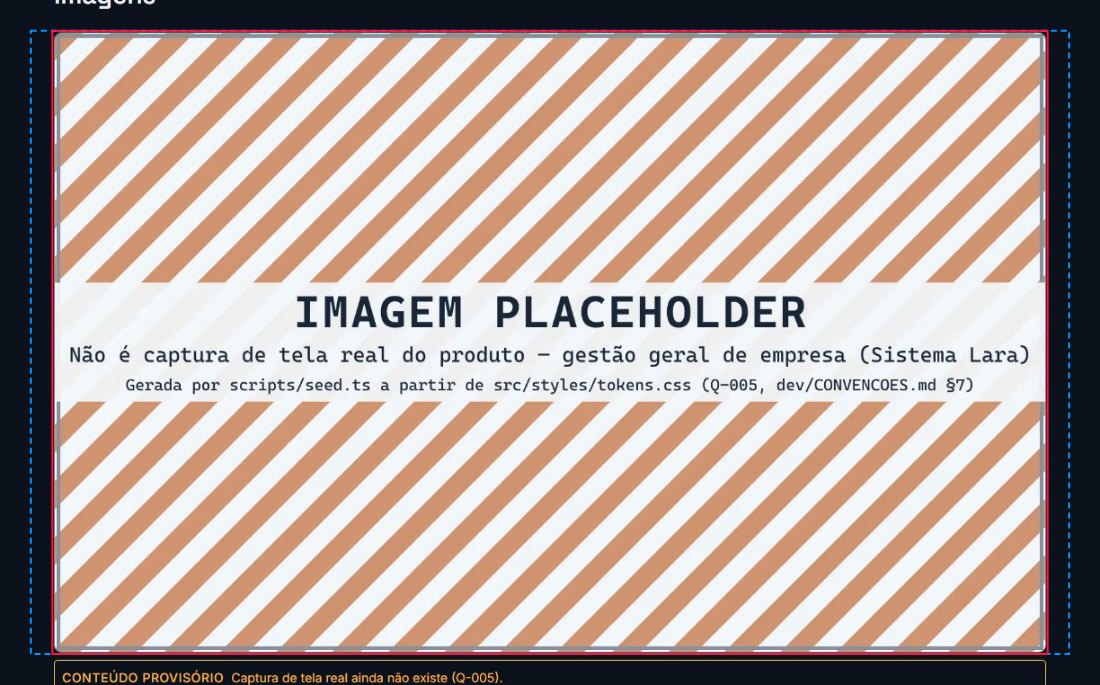 Imagens
IMAGEM PLACEHOLDER
Não é captura de tela real do produto — gestão geral de empresa (Sistema Lara)
Gerada por scripts/seed.ts a partir de src/styles/tokens.css (Q-005, dev/CONVENCOES.md §7)
CONTEÚDO PROVISÓRIO Captura de tela real ainda não existe (Q-005).